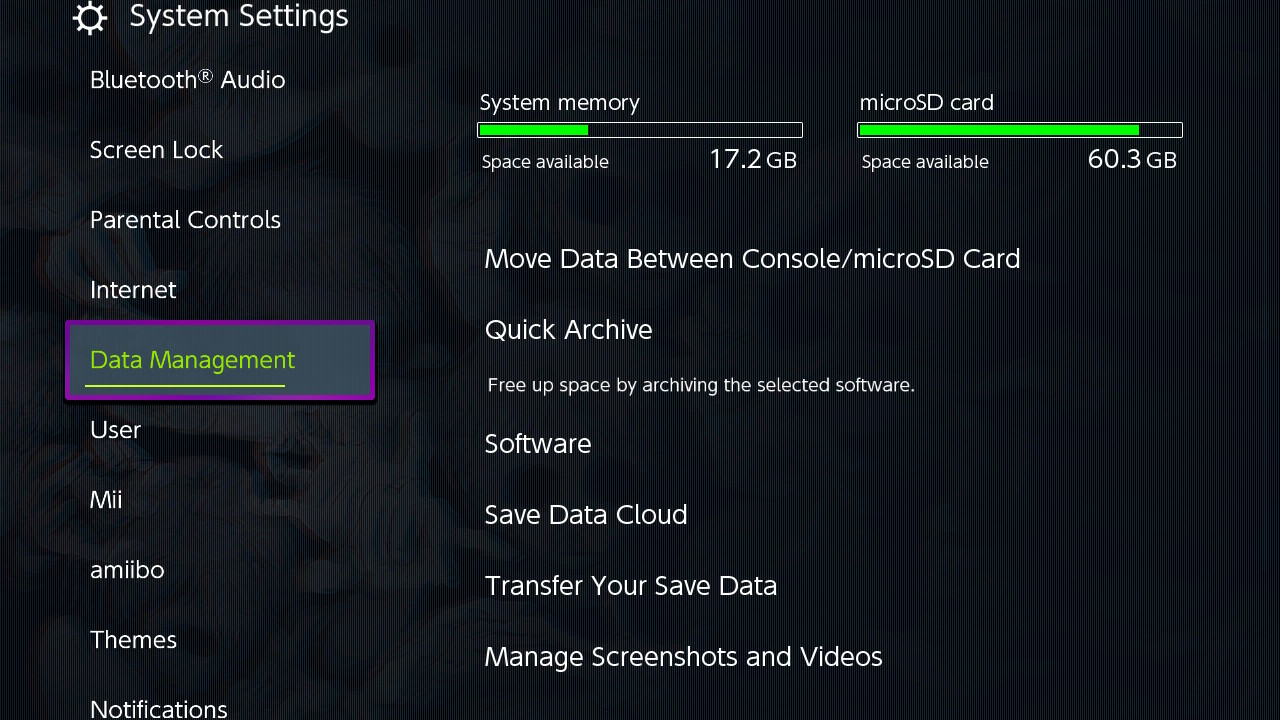 System Settings
Bluetooth® Audio
Screen Lock
Parental Controls
Internet
Data Management
User
Mii
amiibo
Themes
Notifications
System memory
Space available 17.2 GB
microSD card
Space available 60.3 GB
Move Data Between Console/microSD Card
Quick Archive
Free up space by archiving the selected software.
Software
Save Data Cloud
Transfer Your Save Data
Manage Screenshots and Videos